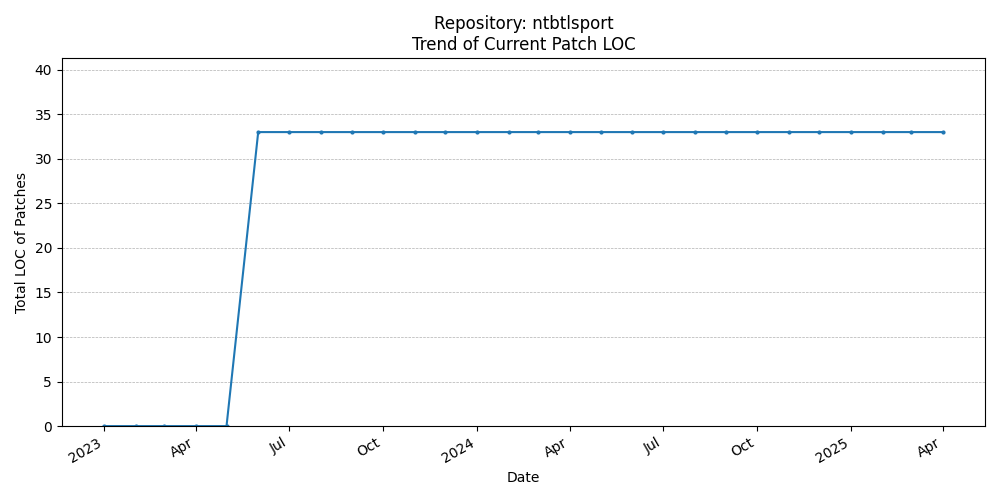 Repository: ntbtlsport
Trend of Current Patch LOC
Total LOC of Patches
40
35
30
25
20
15
10
5
0
2023
Apr
Jul
Oct
2024
Apr
Jul
Oct
2025
Apr
Date